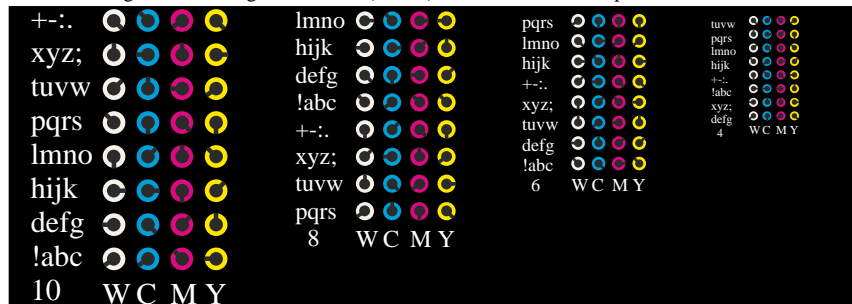 +-:.
xyz;
tuvw
pqrs
lmno
hijk
defg
!abc
10 W C M Y
lmno
hijk
defg
!abc
+-:.
xyz;
tuvw
pqrs
8 W C M Y
pqrs
lmno
hijk
+-:.
xyz;
tuvw
defg
!abc
6 W C M Y
tuvw
pqrs
lmno
hijk
+-:.
!abc
xyz;
defg
4 W C M Y